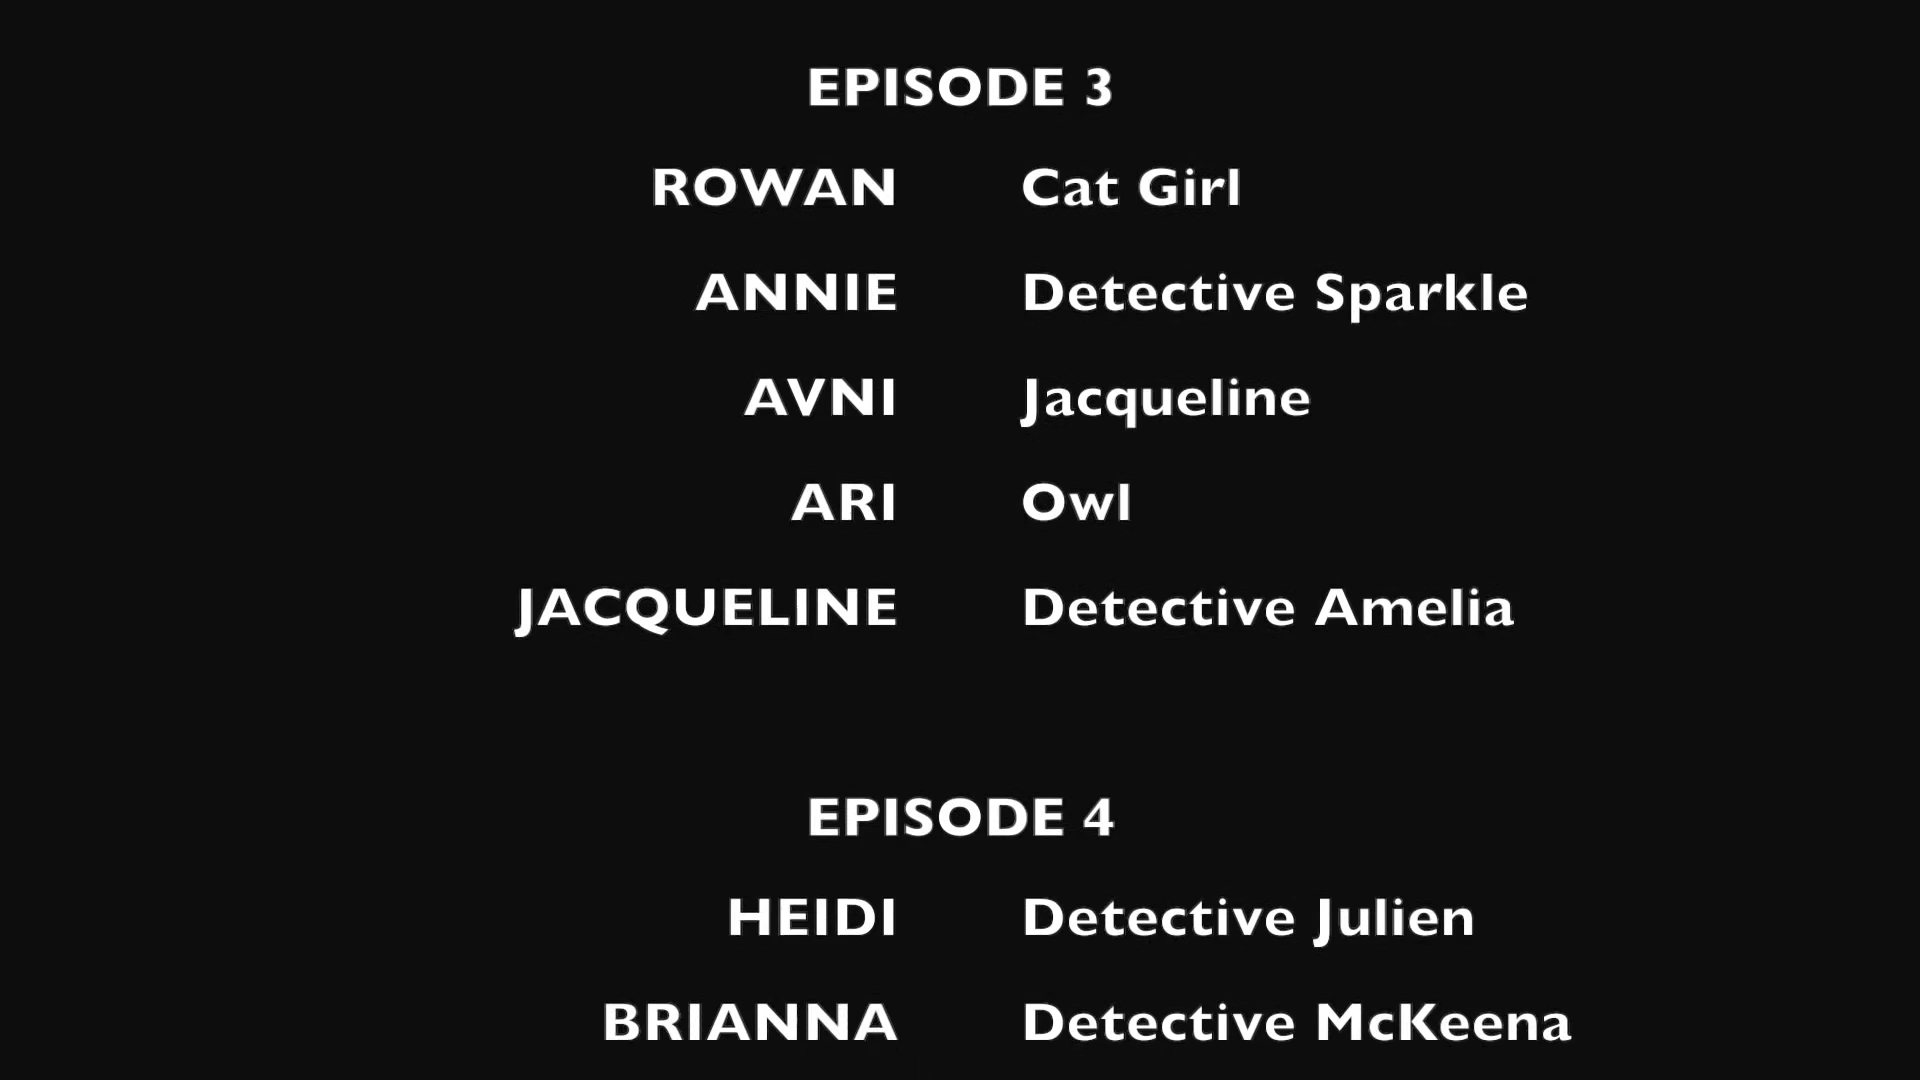 EPISODE 3
ROWAN Cat Girl
ANNIE Detective Sparkle
AVNI Jacqueline
ARI Owl
JACQUELINE Detective Amelia
EPISODE 4
HEIDI Detective Julien
BRIANNA Detective McKeena